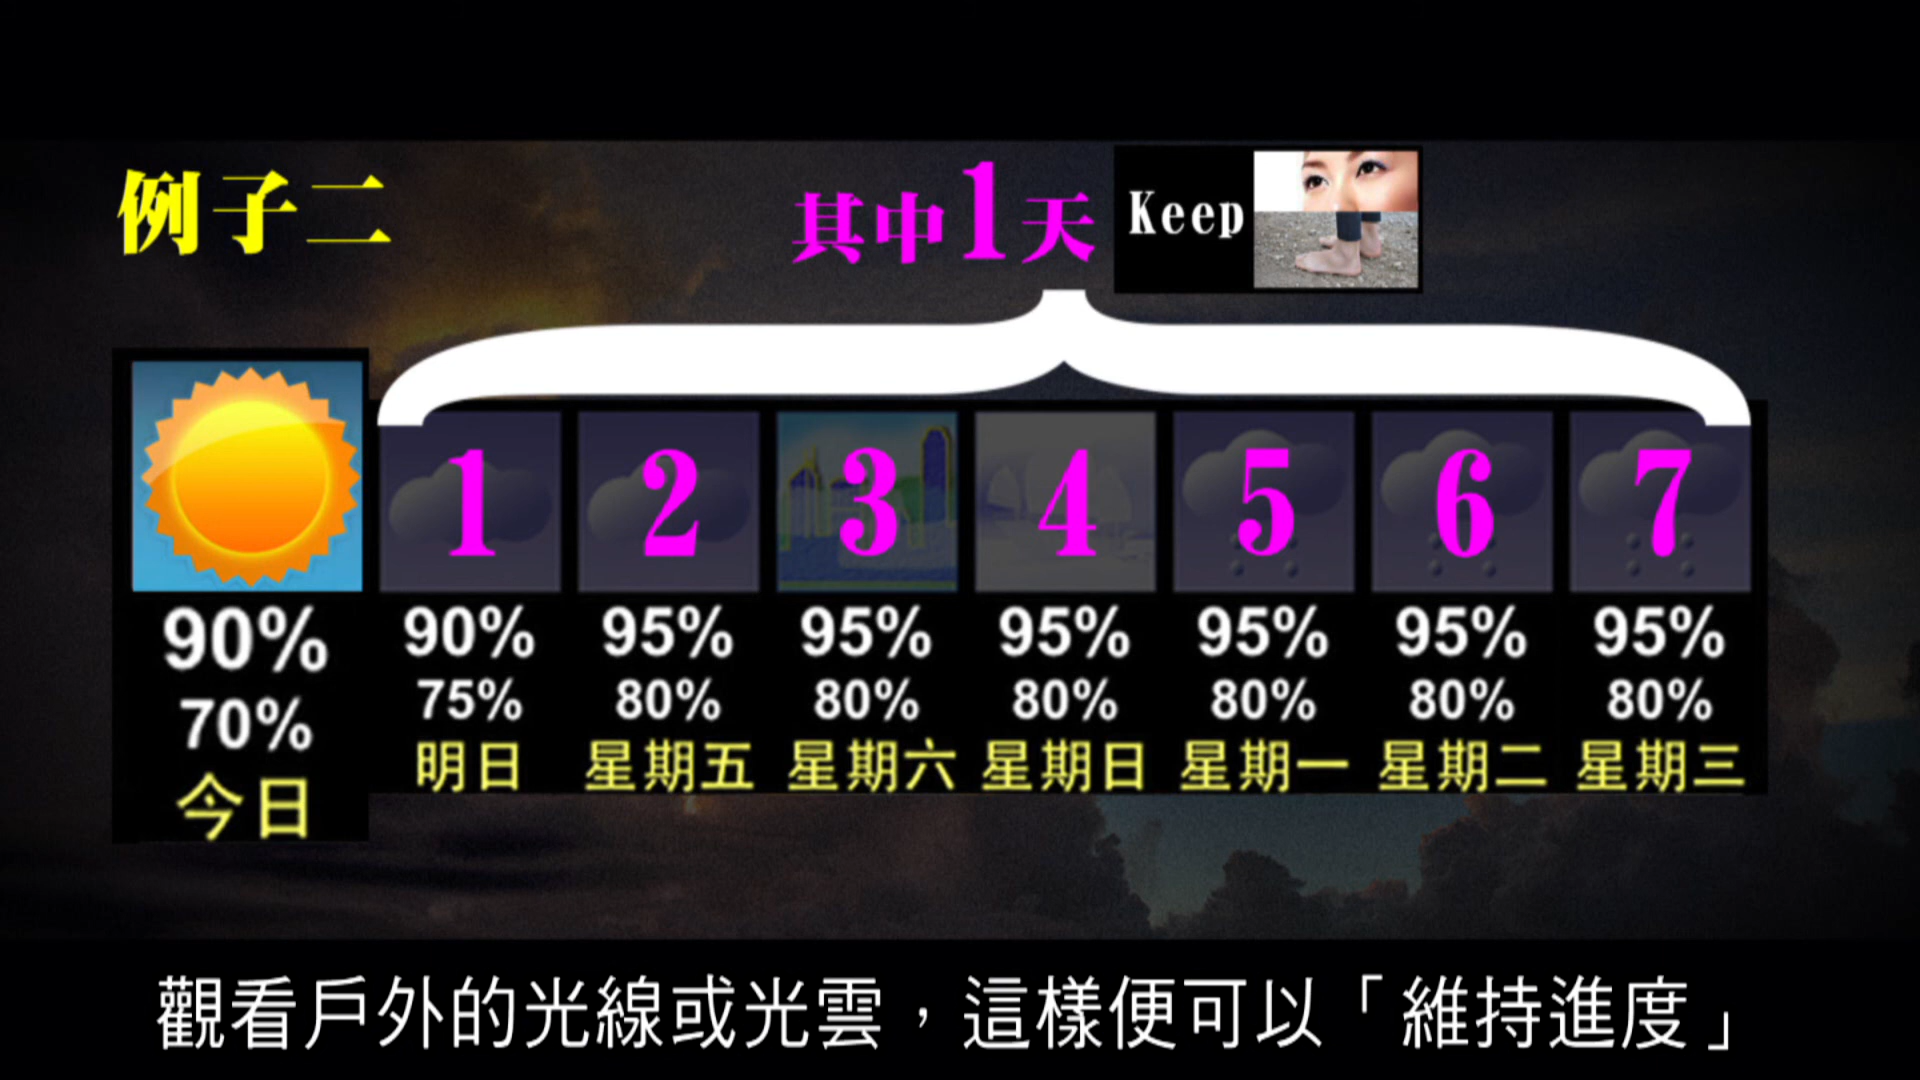 例子二
其中1天 Keep
1 2 3 4 5 6 7
90% 90% 95% 95% 95% 95% 95% 95%
70% 75% 80% 80% 80% 80% 80% 80%
今日 明日 星期五 星期六 星期日 星期一 星期二 星期三
觀看戶外的光線或光雲，這樣便可以「維持進度」